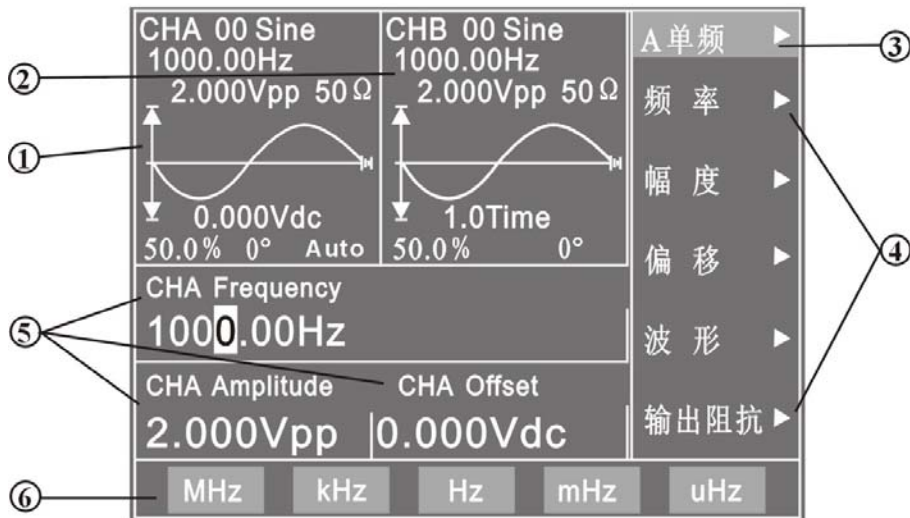 CHA 00 Sine
1000.00Hz
2.000Vpp 50Ω
0.000Vdc
50.0% 0° Auto
CHB 00 Sine
1000.00Hz
2.000Vpp 50Ω
1.0Time
50.0% 0°
CHA Frequency
1000.00Hz
CHA Amplitude
2.000Vpp
CHA Offset
0.000Vdc
MHz kHz Hz mHz uHz
A单频
频 率
幅 度
偏 移
波 形
输出阻抗
①
②
③
④
⑤
⑥